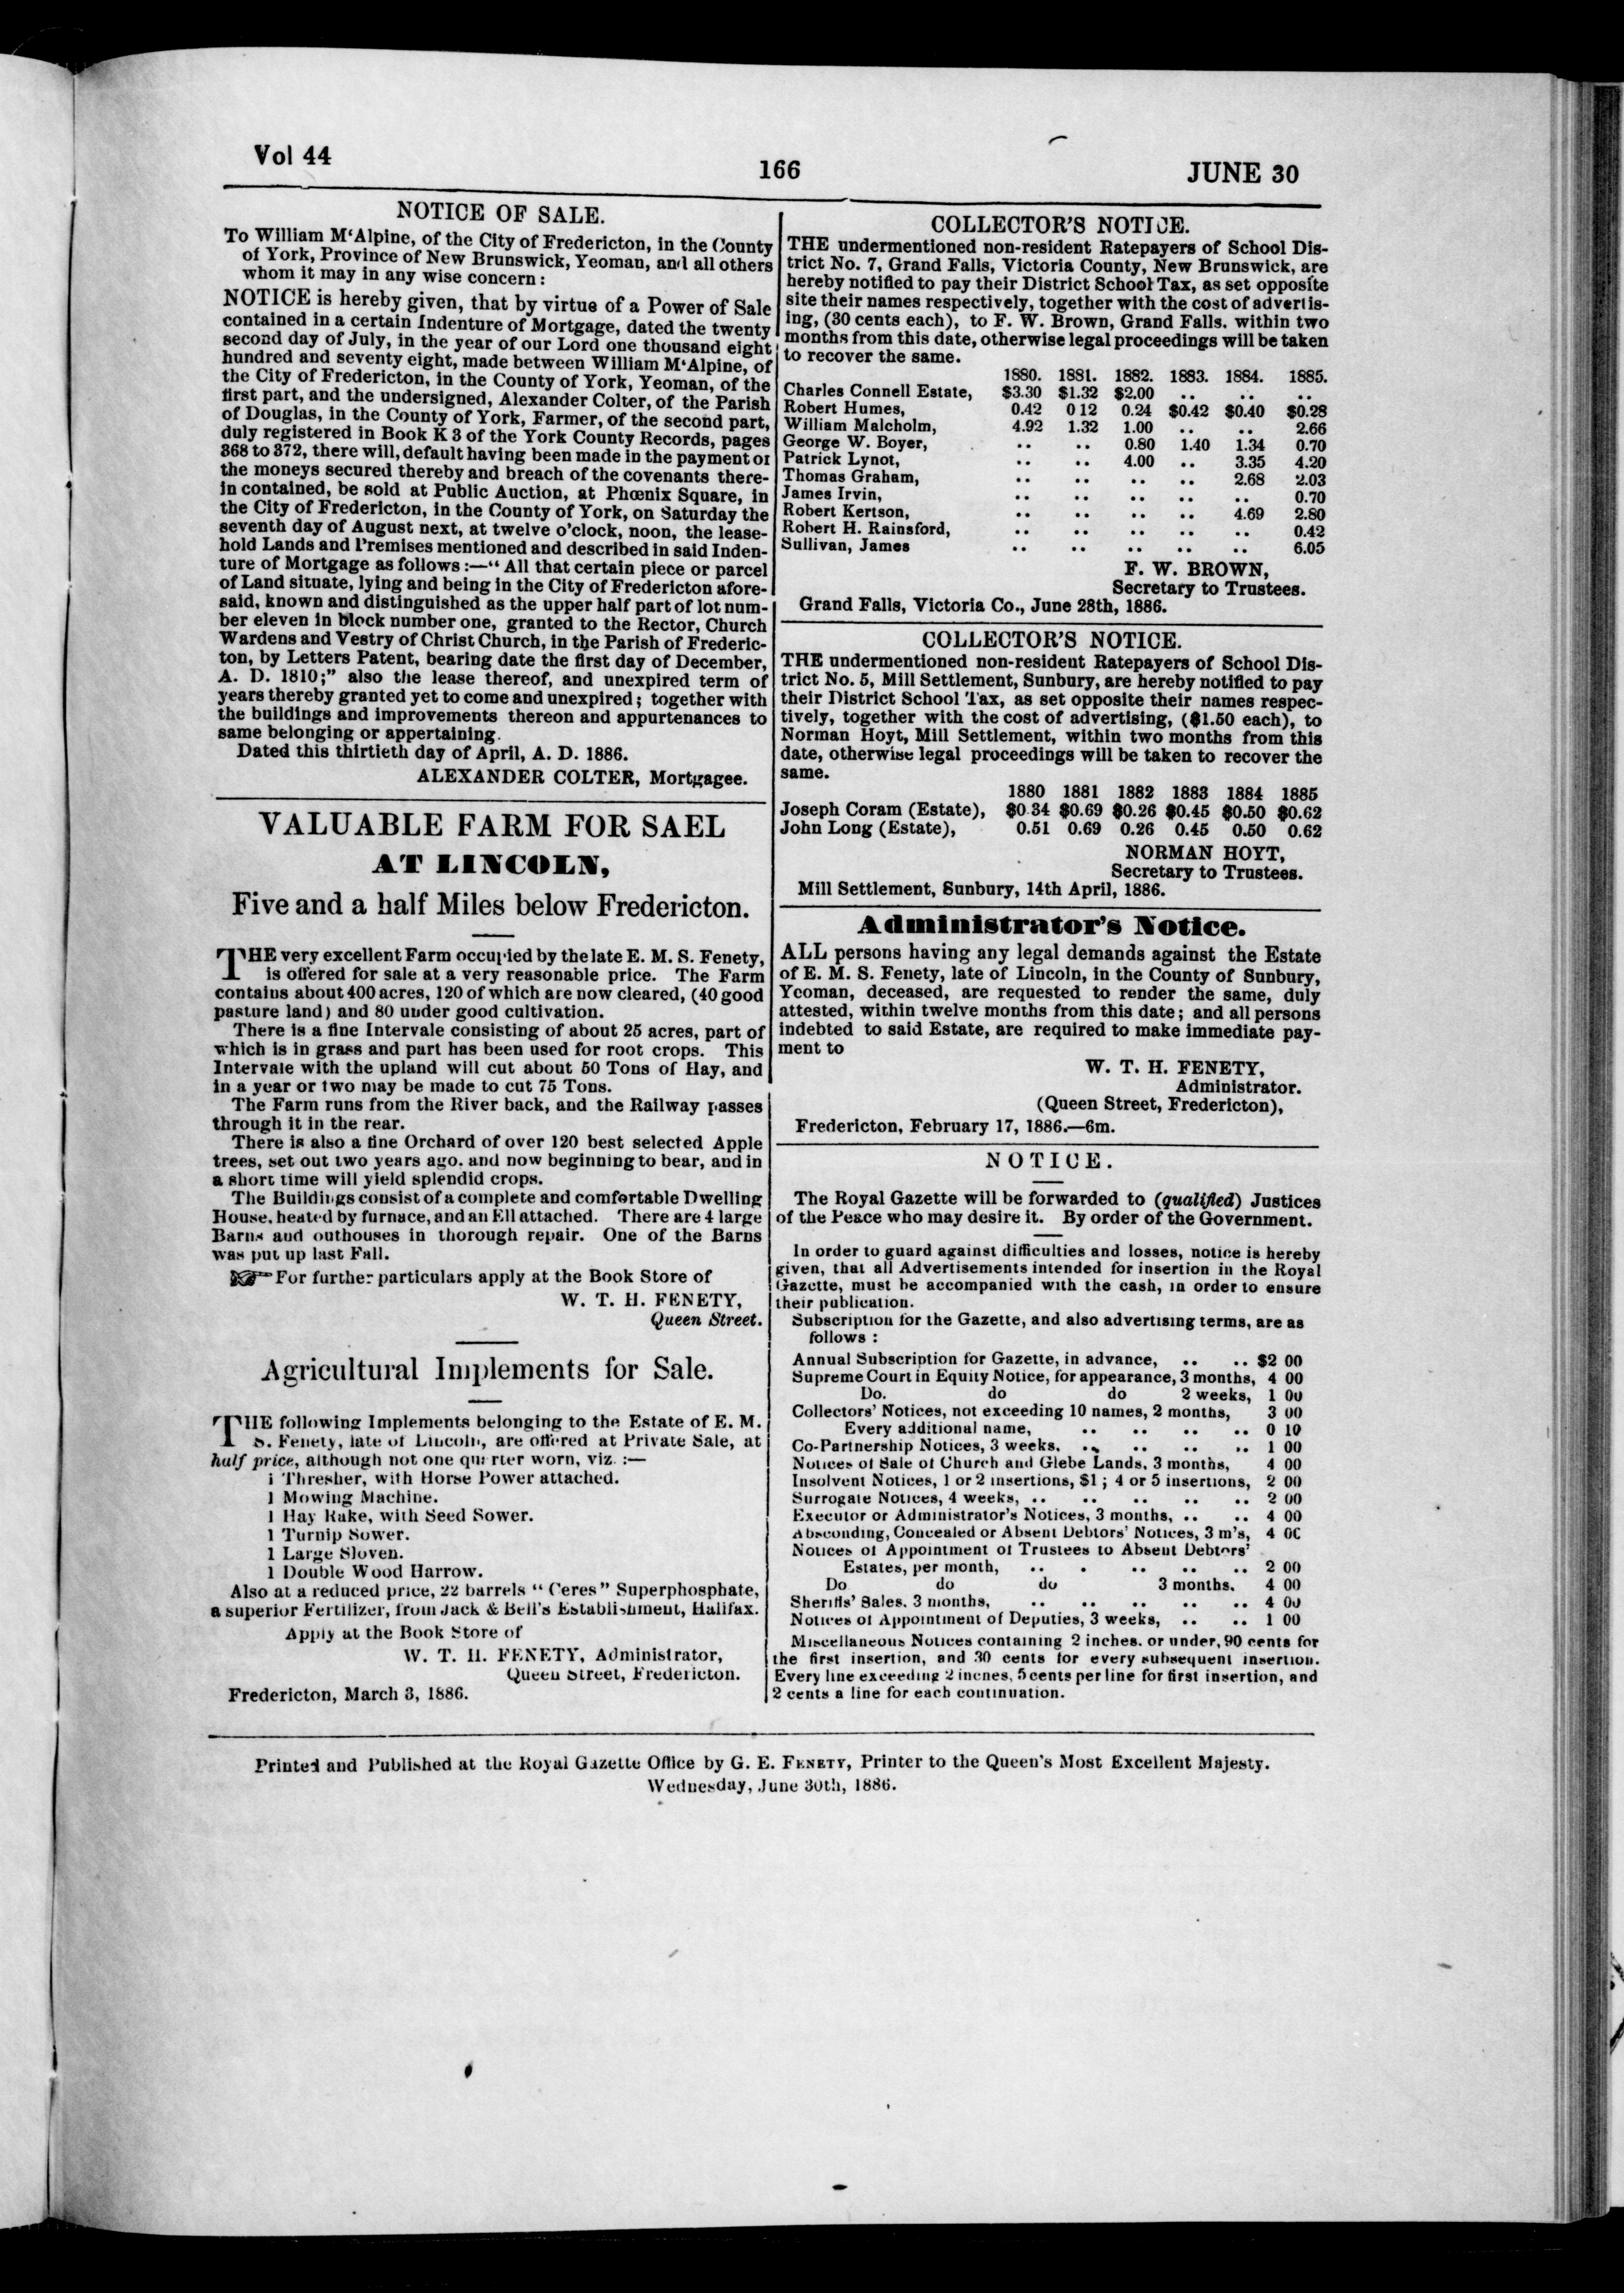 Vol 44
166
JUNE 30
NOTICE OF SALE.
To William M‘Alpine, of the City of Fredericton, in the County
of York, Province of New Brunswick, Yeoman, and all others
whom it may in any wise concern:
NOTICE is hereby given, that by virtue of a Power of Sale
contained in a certain Indenture of Mortgage, dated the twenty
second day of July, in the year of our Lord one thousand eight
hundred and seventy eight, made between William M‘Alpine, of
the City of Fredericton, in the County of York, Yeoman, of the
first part, and the undersigned, Alexander Colter, of the Parish
of Douglas, in the County of York, Farmer, of the second part,
duly registered in Book K 3 of the York County Records, pages
368 to 372, there will, default having been made in the payment of
the moneys secured thereby and breach of the covenants there-
in contained, be sold at Public Auction, at Phœnix Square, in
the City of Fredericton, in the County of York, on Saturday the
seventh day of August next, at twelve o'clock, noon, the lease-
hold Lands and Premises mentioned and described in said Inden-
ture of Mortgage as follows:—“ All that certain piece or parcel
of Land situate, lying and being in the City of Fredericton afore-
said, known and distinguished as the upper half part of lot num-
ber eleven in block number one, granted to the Rector, Church
Wardens and Vestry of Christ Church, in the Parish of Frederic-
ton, by Letters Patent, bearing date the first day of December,
A. D. 1810;” also the lease thereof, and unexpired term of
years thereby granted yet to come and unexpired; together with
the buildings and improvements thereon and appurtenances to
same belonging or appertaining.
Dated this thirtieth day of April, A. D. 1886.
ALEXANDER COLTER, Mortgagee.
VALUABLE FARM FOR SAEL
AT LINCOLN,
Five and a half Miles below Fredericton.
THE very excellent Farm occupied by the late E. M. S. Fenety,
is offered for sale at a very reasonable price. The Farm
contains about 400 acres, 120 of which are now cleared, (40 good
pasture land) and 80 under good cultivation.
There is a fine Intervale consisting of about 25 acres, part of
which is in grass and part has been used for root crops. This
Intervale with the upland will cut about 50 Tons of Hay, and
in a year or two may be made to cut 75 Tons.
The Farm runs from the River back, and the Railway passes
through it in the rear.
There is also a fine Orchard of over 120 best selected Apple
trees, set out two years ago. and now beginning to bear, and in
a short time will yield splendid crops.
The Buildings consist of a complete and comfortable Dwelling
House, heated by furnace, and an Ell attached. There are 4 large
Barns and outhouses in thorough repair. One of the Barns
was put up last Fall.
☞ For further particulars apply at the Book Store of
W. T. H. FENETY,
Queen Street.
Agricultural Implements for Sale.
THE following Implements belonging to the Estate of E. M.
S. Fenety, late of Lincoln, are offered at Private Sale, at
half price, although not one quarter worn, viz. :—
1 Thresher, with Horse Power attached.
1 Mowing Machine.
1 Hay Rake, with Seed Sower.
1 Turnip Sower.
1 Large Sloven.
1 Double Wood Harrow.
Also at a reduced price, 22 barrels “ Ceres” Superphosphate,
a superior Fertilizer, from Jack & Bell's Establishment, Halifax.
Apply at the Book Store of
W. T. H. FENETY, Administrator,
Queen Street, Fredericton.
Fredericton, March 3, 1886.
COLLECTOR'S NOTICE.
THE undermentioned non-resident Ratepayers of School Dis-
trict No. 7, Grand Falls, Victoria County, New Brunswick, are
hereby notified to pay their District School Tax, as set opposite
site their names respectively, together with the cost of advertis-
ing, (30 cents each), to F. W. Brown, Grand Falls. within two
months from this date, otherwise legal proceedings will be taken
to recover the same.
1880. 1881. 1882. 1883. 1884. 1885.
Charles Connell Estate, $3.30 $1.32 $2.00 .. .. ..
Robert Humes, 0.42 0 12 0.24 $0.42 $0.40 $0.28
William Malcholm, 4.92 1.32 1.00 .. .. 2.66
George W. Boyer, .. .. 0.80 1.40 1.34 0.70
Patrick Lynot, .. .. 4.00 .. 3.35 4.20
Thomas Graham, .. .. .. .. 2.68 2.03
James Irvin, .. .. .. .. .. 0.70
Robert Kertson, .. .. .. .. 4.69 2.80
Robert H. Rainsford, .. .. .. .. .. 0.42
Sullivan, James .. .. .. .. .. 6.05
F. W. BROWN,
Secretary to Trustees.
Grand Falls, Victoria Co., June 28th, 1886.
COLLECTOR'S NOTICE.
THE undermentioned non-resident Ratepayers of School Dis-
trict No. 5, Mill Settlement, Sunbury, are hereby notified to pay
their District School Tax, as set opposite their names respec-
tively, together with the cost of advertising, ($1.50 each), to
Norman Hoyt, Mill Settlement, within two months from this
date, otherwise legal proceedings will be taken to recover the
same.
1880 1881 1882 1883 1884 1885
Joseph Coram (Estate), $0.34 $0.69 $0.26 $0.45 $0.50 $0.62
John Long (Estate), 0.51 0.69 0.26 0.45 0.50 0.62
NORMAN HOYT,
Secretary to Trustees.
Mill Settlement, Sunbury, 14th April, 1886.
Administrator's Notice.
ALL persons having any legal demands against the Estate
of E. M. S. Fenety, late of Lincoln, in the County of Sunbury,
Yeoman, deceased, are requested to render the same, duly
attested, within twelve months from this date; and all persons
indebted to said Estate, are required to make immediate pay-
ment to
W. T. H. FENETY,
Administrator.
(Queen Street, Fredericton),
Fredericton, February 17, 1886.—6m.
NOTICE.
The Royal Gazette will be forwarded to (qualified) Justices
of the Peace who may desire it. By order of the Government.
In order to guard against difficulties and losses, notice is hereby
given, that all Advertisements intended for insertion in the Royal
Gazette, must be accompanied with the cash, in order to ensure
their publication.
Subscription for the Gazette, and also advertising terms, are as
follows :
Annual Subscription for Gazette, in advance, .. .. $2 00
Supreme Court in Equity Notice, for appearance, 3 months, 4 00
Do. do do 2 weeks, 1 00
Collectors' Notices, not exceeding 10 names, 2 months, 3 00
Every additional name, .. .. .. .. 0 10
Co-Partnership Notices, 3 weeks. .. .. .. .. 1 00
Notices of Sale of Church and Glebe Lands, 3 months, 4 00
Insolvent Notices, 1 or 2 insertions, $1 ; 4 or 5 insertions, 2 00
Surrogate Notices, 4 weeks, .. .. .. .. .. 2 00
Executor or Administrator's Notices, 3 months, .. .. 4 00
Absconding, Concealed or Absent Debtors' Notices, 3 m's, 4 00
Notices of Appointment of Trustees to Absent Debtors'
Estates, per month, .. . .. .. .. 2 00
Do do do 3 months. 4 00
Sheriffs' Sales. 3 months, .. .. .. .. .. 4 00
Notices of Appointment of Deputies, 3 weeks, .. .. 1 00
Miscellaneous Notices containing 2 inches. or under, 90 cents for
the first insertion, and 30 cents for every subsequent insertion.
Every line exceeding 2 inches, 5 cents per line for first insertion, and
2 cents a line for each continuation.
Printed and Published at the Royal Gazette Office by G. E. FENETY, Printer to the Queen's Most Excellent Majesty.
Wednesday, June 30th, 1886.